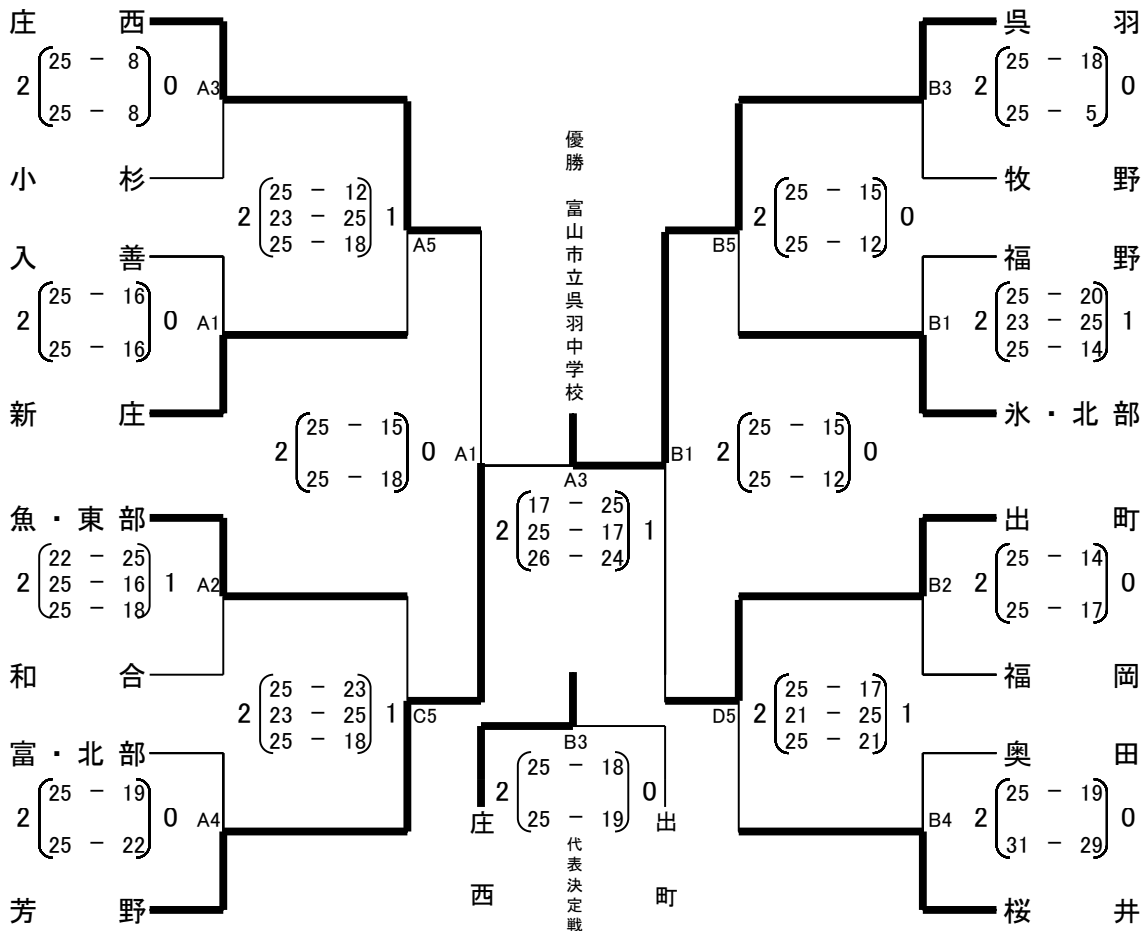 庄西
2 25 － 8 0 A3
25 － 8
小杉
2 25 － 12 1 A5
23 － 25
25 － 18
入善
2 25 － 16 0 A1
25 － 16
新庄
2 25 － 15 0 A1
25 － 18
魚・東部
2 22 － 25 1 A2
25 － 16
25 － 18
和合
2 25 － 23 1 C5
23 － 25
25 － 18
富・北部
2 25 － 19 0 A4
25 － 22
芳野
優勝 富山市立呉羽中学校
A3
2 17 － 25 1
25 － 17
26 － 24
B3
2 25 － 18 0
25 － 19
庄西
代表決定戦
出町
呉羽
B3 2 25 － 18 0
25 － 5
牧野
B5 2 25 － 15 0
25 － 12
福野
B1 2 25 － 20 1
23 － 25
25 － 14
氷・北部
B1 2 25 － 15 0
25 － 12
出町
B2 2 25 － 14 0
25 － 17
福岡
D5 2 25 － 17 1
21 － 25
25 － 21
奥田
B4 2 25 － 19 0
31 － 29
桜井